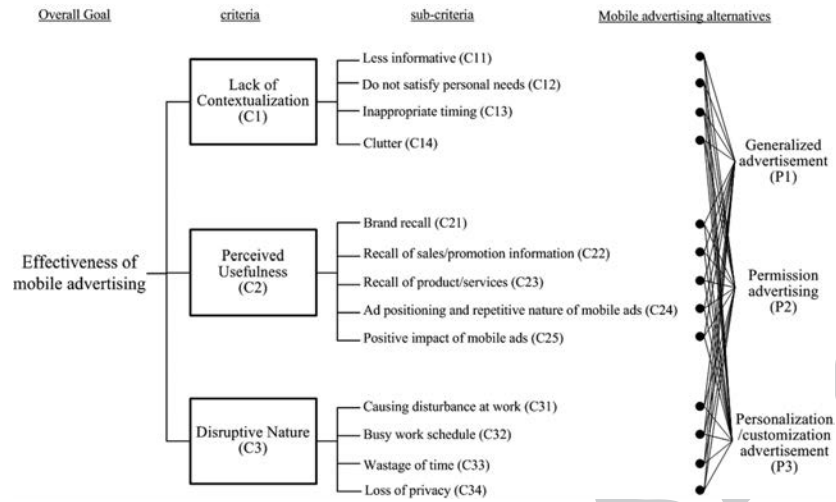 Overall Goal
criteria
sub-criteria
Mobile advertising alternatives
Effectiveness of
mobile advertising
Lack of
Contextualization
(C1)
Less informative (C11)
Do not satisfy personal needs (C12)
Inappropriate timing (C13)
Clutter (C14)
Perceived
Usefulness
(C2)
Brand recall (C21)
Recall of sales/promotion information (C22)
Recall of product/services (C23)
Ad positioning and repetitive nature of mobile ads (C24)
Positive impact of mobile ads (C25)
Disruptive Nature
(C3)
Causing disturbance at work (C31)
Busy work schedule (C32)
Wastage of time (C33)
Loss of privacy (C34)
Generalized
advertisement
(P1)
Permission
advertising
(P2)
Personalization
/customization
advertisement
(P3)